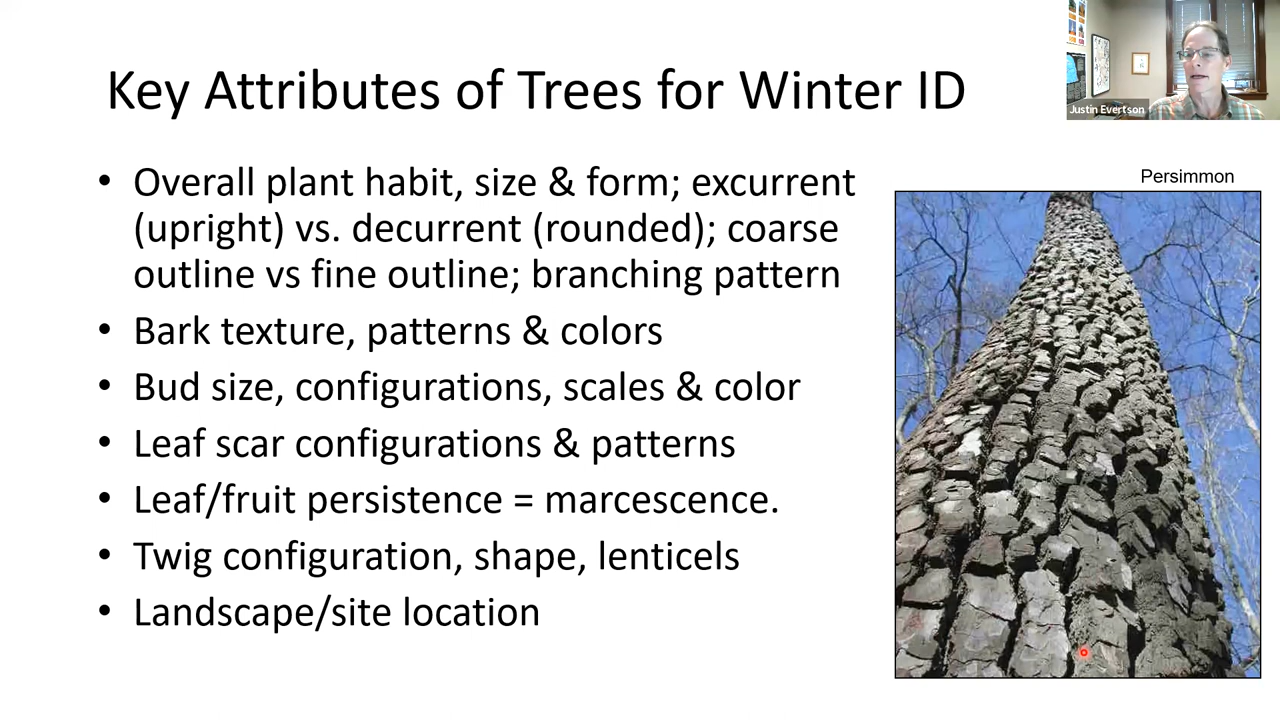 Key Attributes of Trees for Winter ID
Justin Evertson
Persimmon
• Overall plant habit, size & form; excurrent
(upright) vs. decurrent (rounded); coarse
outline vs fine outline; branching pattern
• Bark texture, patterns & colors
• Bud size, configurations, scales & color
• Leaf scar configurations & patterns
• Leaf/fruit persistence = marcescence.
• Twig configuration, shape, lenticels
• Landscape/site location